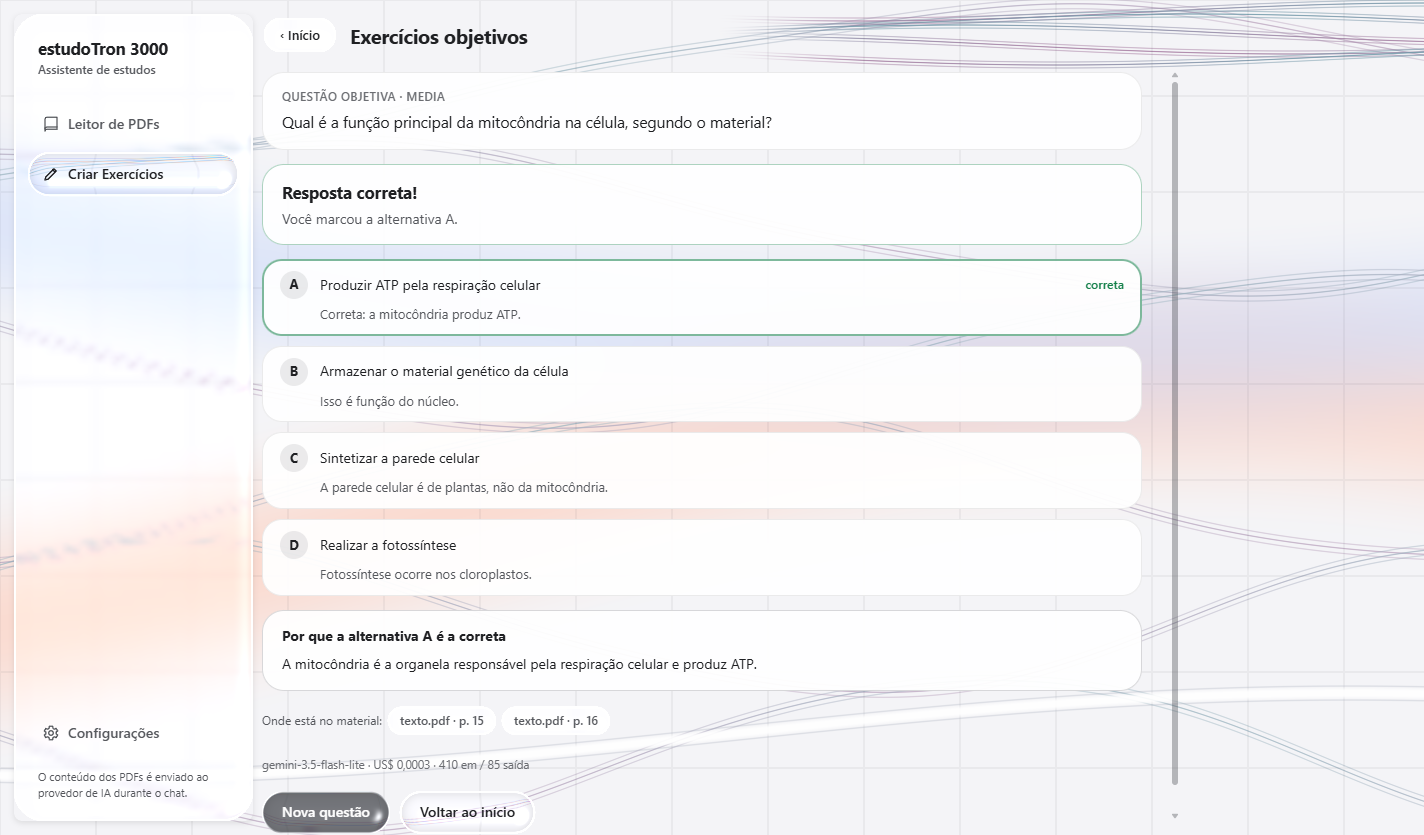 estudoTron 3000
Assistente de estudos
Leitor de PDFs
Criar Exercícios
Configurações
O conteúdo dos PDFs é enviado ao
provedor de IA durante o chat.
‹ Início
Exercícios objetivos
QUESTÃO OBJETIVA · MEDIA
Qual é a função principal da mitocôndria na célula, segundo o material?
Resposta correta!
Você marcou a alternativa A.
A Produzir ATP pela respiração celular correta
Correta: a mitocôndria produz ATP.
B Armazenar o material genético da célula
Isso é função do núcleo.
C Sintetizar a parede celular
A parede celular é de plantas, não da mitocôndria.
D Realizar a fotossíntese
Fotossíntese ocorre nos cloroplastos.
Por que a alternativa A é a correta
A mitocôndria é a organela responsável pela respiração celular e produz ATP.
Onde está no material: texto.pdf · p. 15 texto.pdf · p. 16
gemini-3.5-flash-lite · US$ 0,0003 · 410 em / 85 saída
Nova questão Voltar ao início